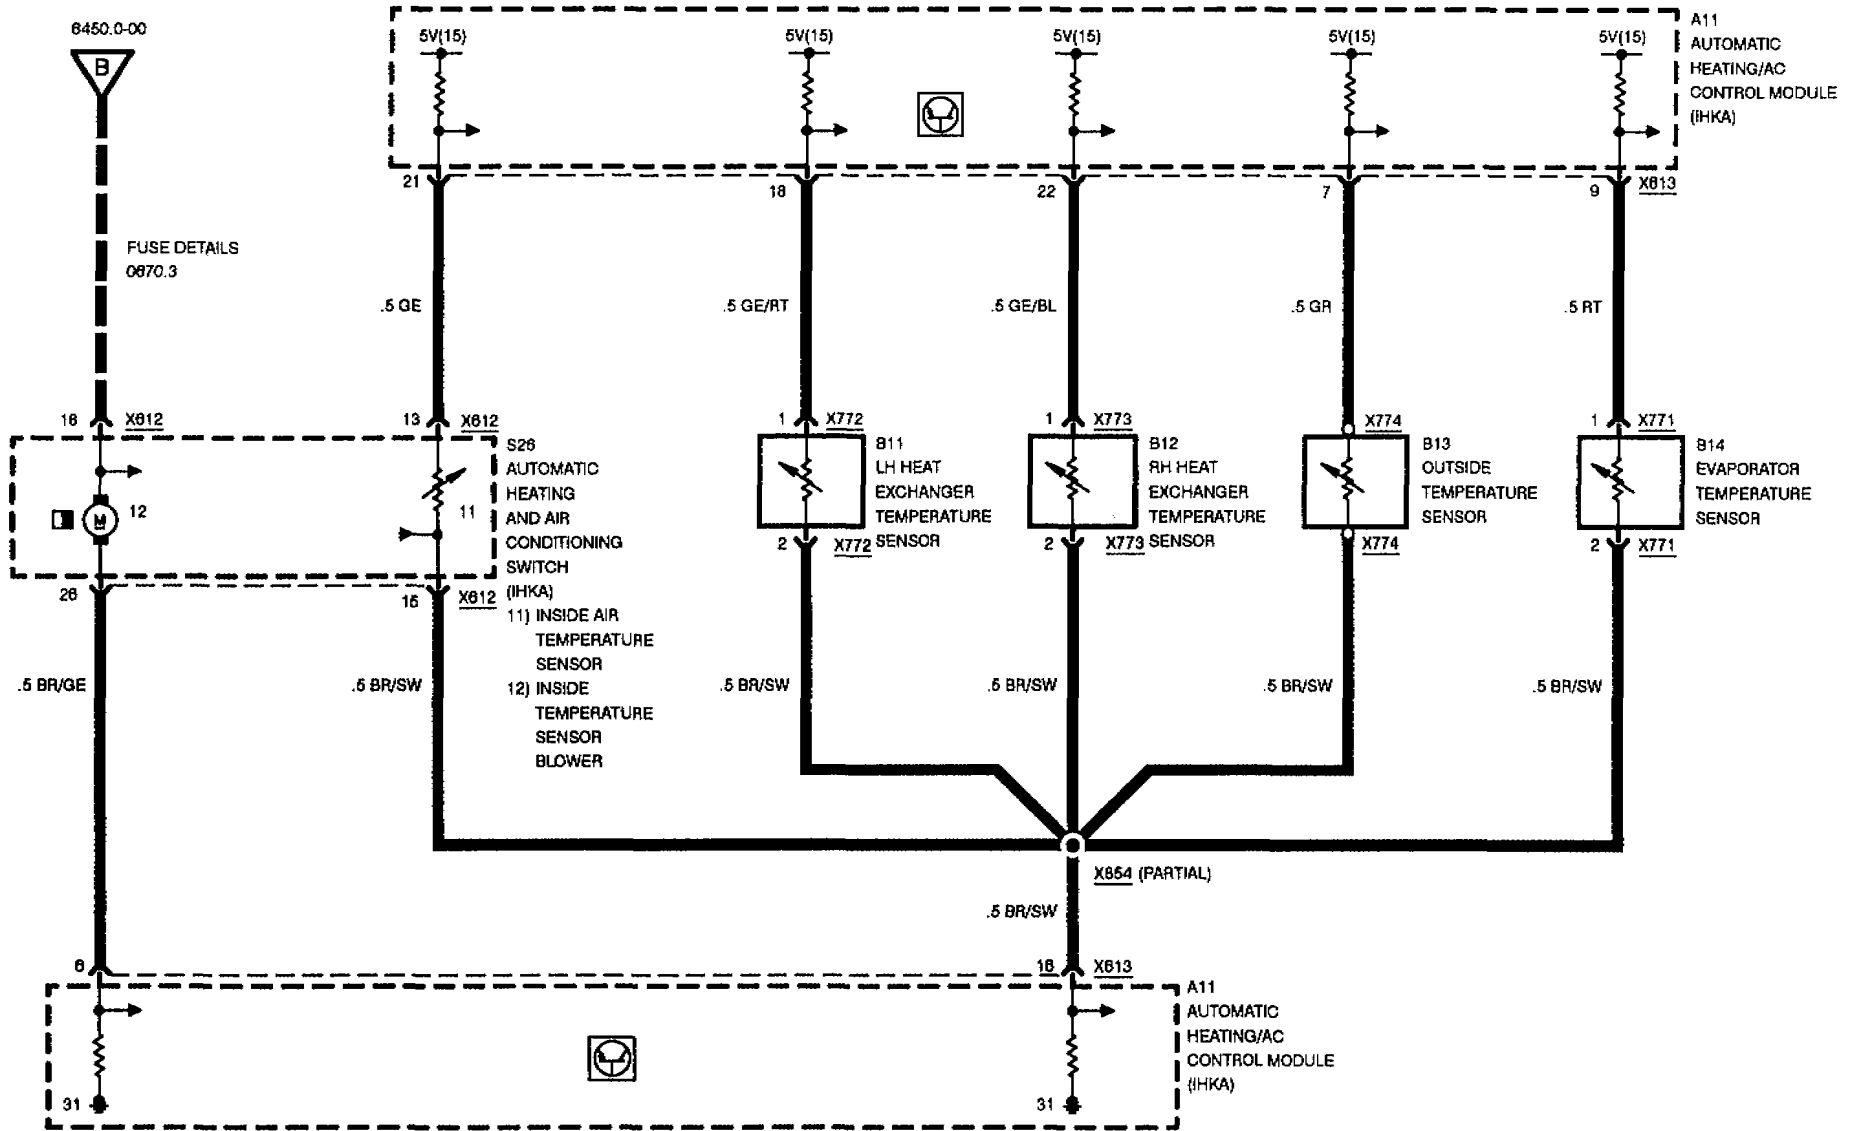 6450.0-00
B
5V(15)
5V(15)
5V(15)
5V(15)
5V(15)
A11
AUTOMATIC
HEATING/AC
CONTROL MODULE
(IHKA)
21
18
22
7
9
X613
FUSE DETAILS
0670.3
.5 GE
.5 GE/RT
.5 GE/BL
.5 GR
.5 RT
16
X612
13
X612
1
X772
1
X773
X774
1
X771
S26
AUTOMATIC
HEATING
AND AIR
CONDITIONING
SWITCH
(IHKA)
11) INSIDE AIR
TEMPERATURE
SENSOR
12) INSIDE
TEMPERATURE
SENSOR
BLOWER
M
12
11
B11
LH HEAT
EXCHANGER
TEMPERATURE
SENSOR
B12
RH HEAT
EXCHANGER
TEMPERATURE
SENSOR
B13
OUTSIDE
TEMPERATURE
SENSOR
B14
EVAPORATOR
TEMPERATURE
SENSOR
2
X772
2
X773
X774
2
X771
26
15
X612
.5 BR/GE
.5 BR/SW
.5 BR/SW
.5 BR/SW
.5 BR/SW
.5 BR/SW
X854 (PARTIAL)
.5 BR/SW
6
16
X613
A11
AUTOMATIC
HEATING/AC
CONTROL MODULE
(IHKA)
31
31